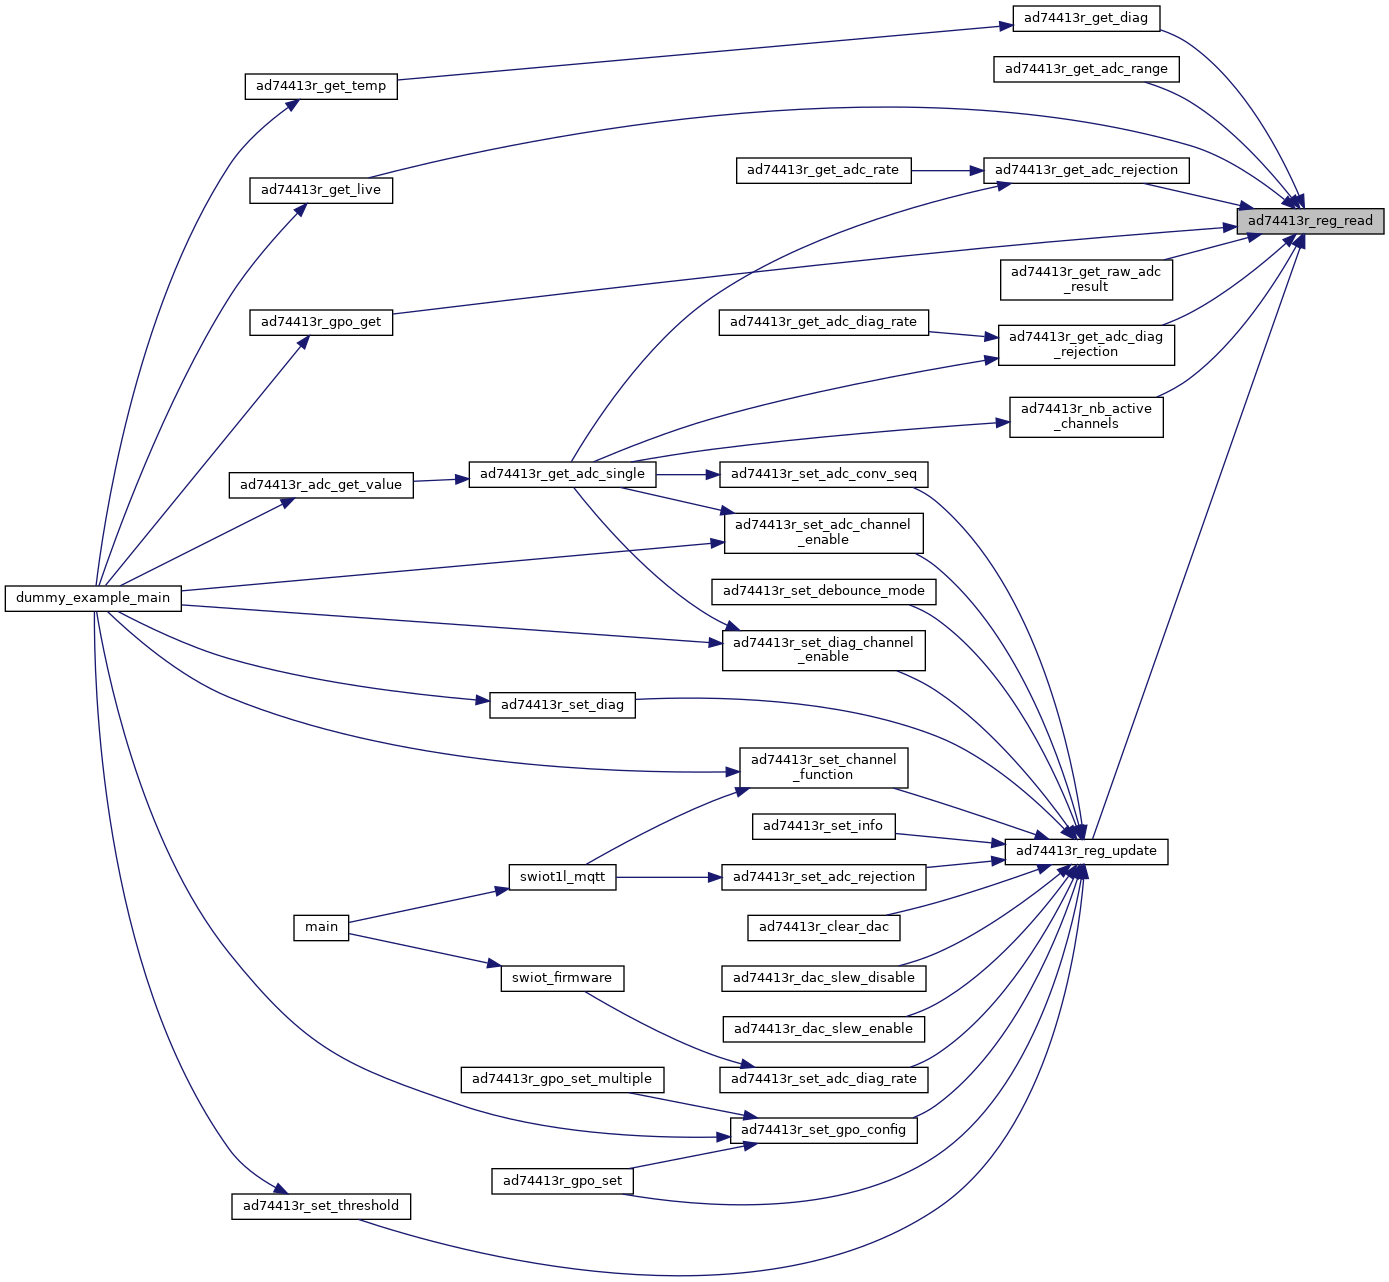 ad74413r_get_diag
ad74413r_get_adc_range
ad74413r_get_temp
ad74413r_get_adc_rate
ad74413r_get_adc_rejection
ad74413r_get_live
ad74413r_reg_read
ad74413r_get_raw_adc
_result
ad74413r_gpo_get
ad74413r_get_adc_diag_rate
ad74413r_get_adc_diag
_rejection
ad74413r_nb_active
_channels
ad74413r_get_adc_single
ad74413r_set_adc_conv_seq
ad74413r_adc_get_value
ad74413r_set_adc_channel
_enable
ad74413r_set_debounce_mode
dummy_example_main
ad74413r_set_diag_channel
_enable
ad74413r_set_diag
ad74413r_set_channel
_function
ad74413r_set_info
ad74413r_reg_update
swiot1l_mqtt
ad74413r_set_adc_rejection
main
ad74413r_clear_dac
swiot_firmware
ad74413r_dac_slew_disable
ad74413r_dac_slew_enable
ad74413r_gpo_set_multiple
ad74413r_set_adc_diag_rate
ad74413r_set_gpo_config
ad74413r_gpo_set
ad74413r_set_threshold